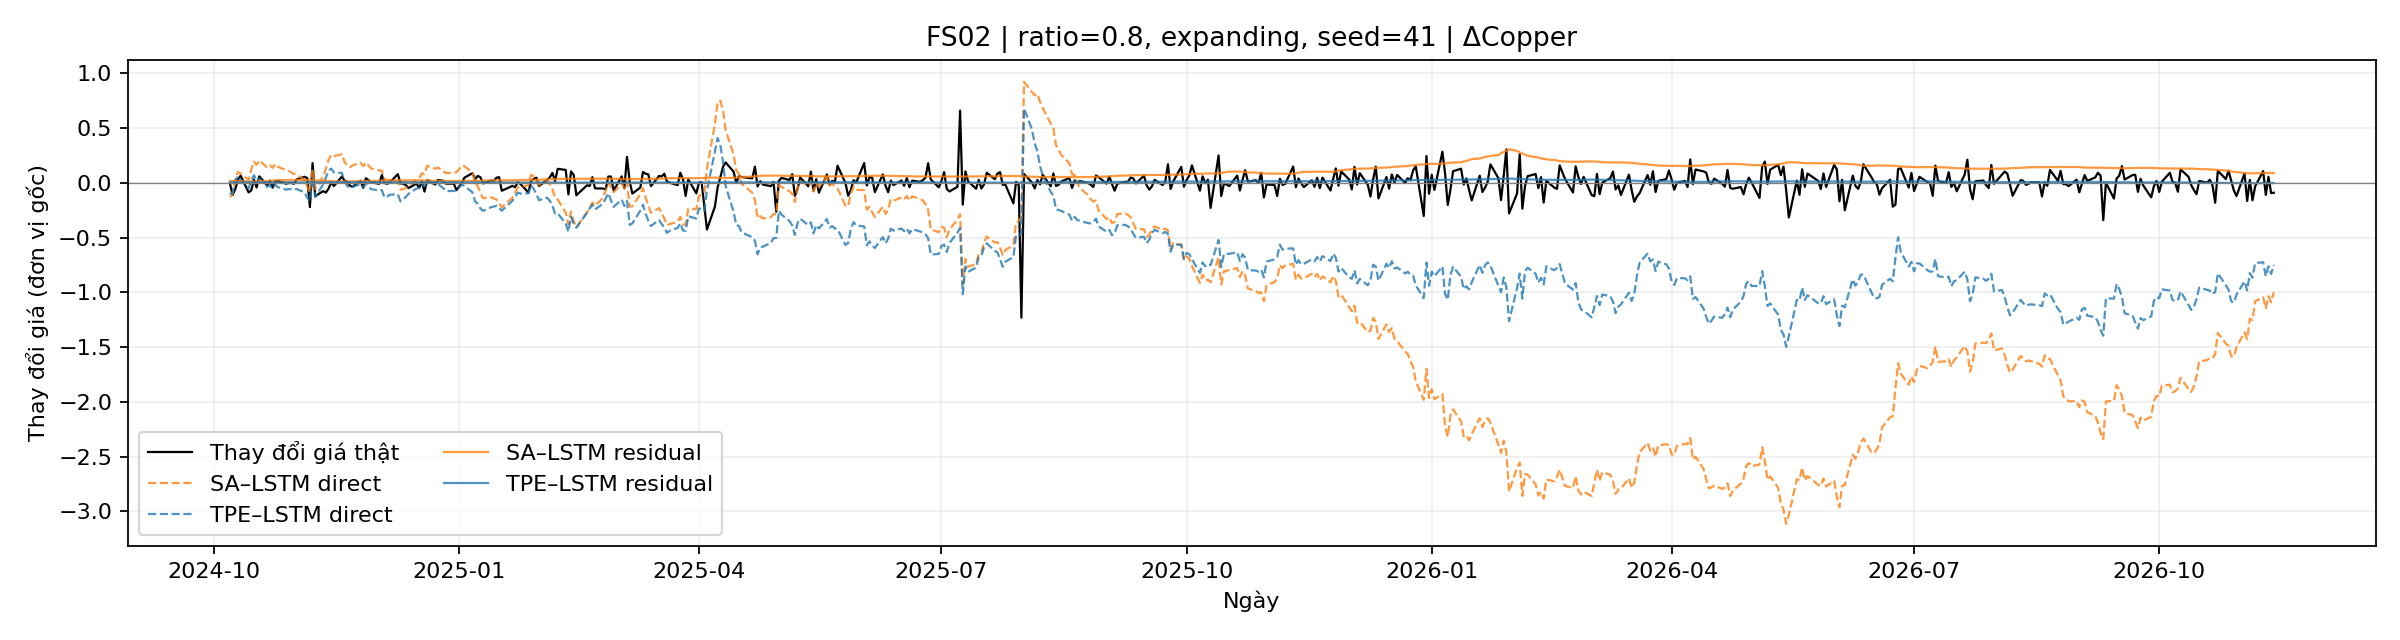 FS02 | ratio=0.8, expanding, seed=41 | ΔCopper
Thay đổi giá (đơn vị gốc)
1.0
0.5
0.0
−0.5
−1.0
−1.5
−2.0
−2.5
−3.0
Thay đổi giá thật
SA–LSTM direct
TPE–LSTM direct
SA–LSTM residual
TPE–LSTM residual
2024-10 2025-01 2025-04 2025-07 2025-10 2026-01 2026-04 2026-07 2026-10
Ngày